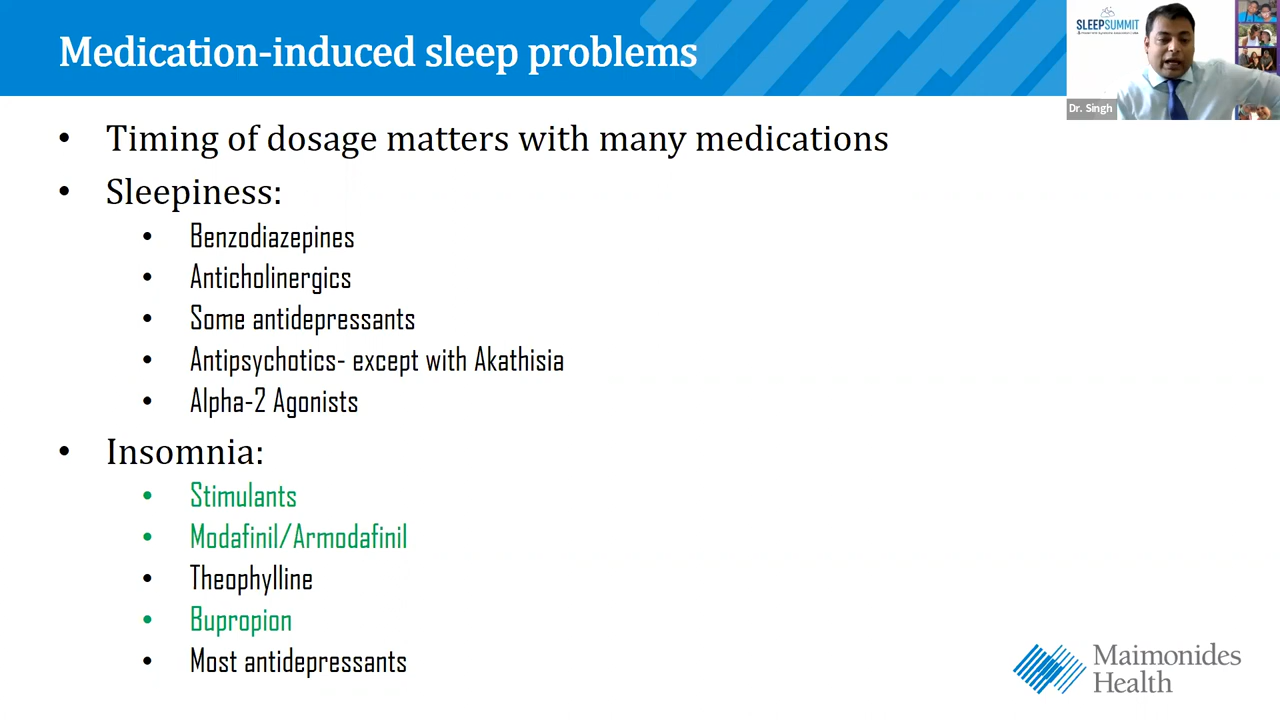 Medication-induced sleep problems
SLEEPSUMMIT
Dr. Singh
• Timing of dosage matters with many medications
• Sleepiness:
• Benzodiazepines
• Anticholinergics
• Some antidepressants
• Antipsychotics- except with Akathisia
• Alpha-2 Agonists
• Insomnia:
• Stimulants
• Modafinil/Armodafinil
• Theophylline
• Bupropion
• Most antidepressants
Maimonides
Health